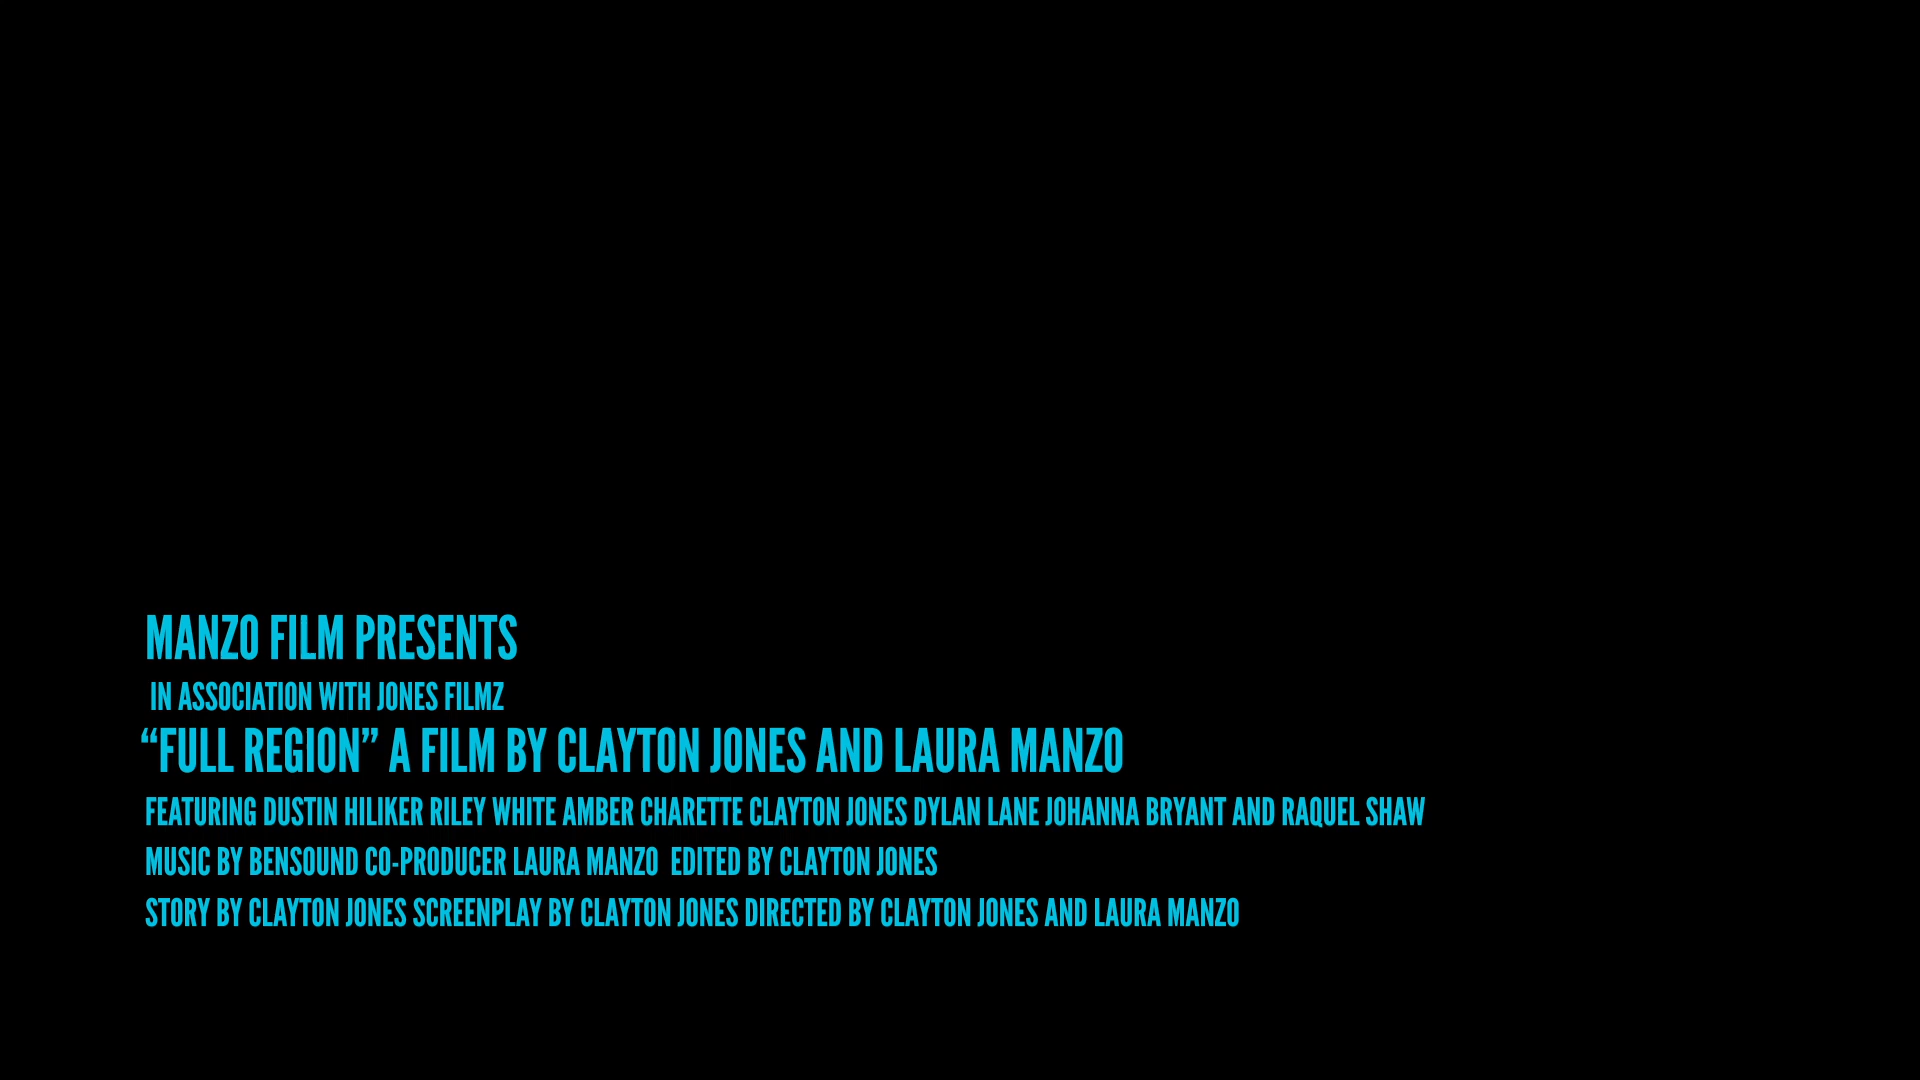 MANZO FILM PRESENTS
IN ASSOCIATION WITH JONES FILMZ
“FULL REGION” A FILM BY CLAYTON JONES AND LAURA MANZO
FEATURING DUSTIN HILIKER RILEY WHITE AMBER CHARETTE CLAYTON JONES DYLAN LANE JOHANNA BRYANT AND RAQUEL SHAW
MUSIC BY BENSOUND CO-PRODUCER LAURA MANZO  EDITED BY CLAYTON JONES
STORY BY CLAYTON JONES SCREENPLAY BY CLAYTON JONES DIRECTED BY CLAYTON JONES AND LAURA MANZO